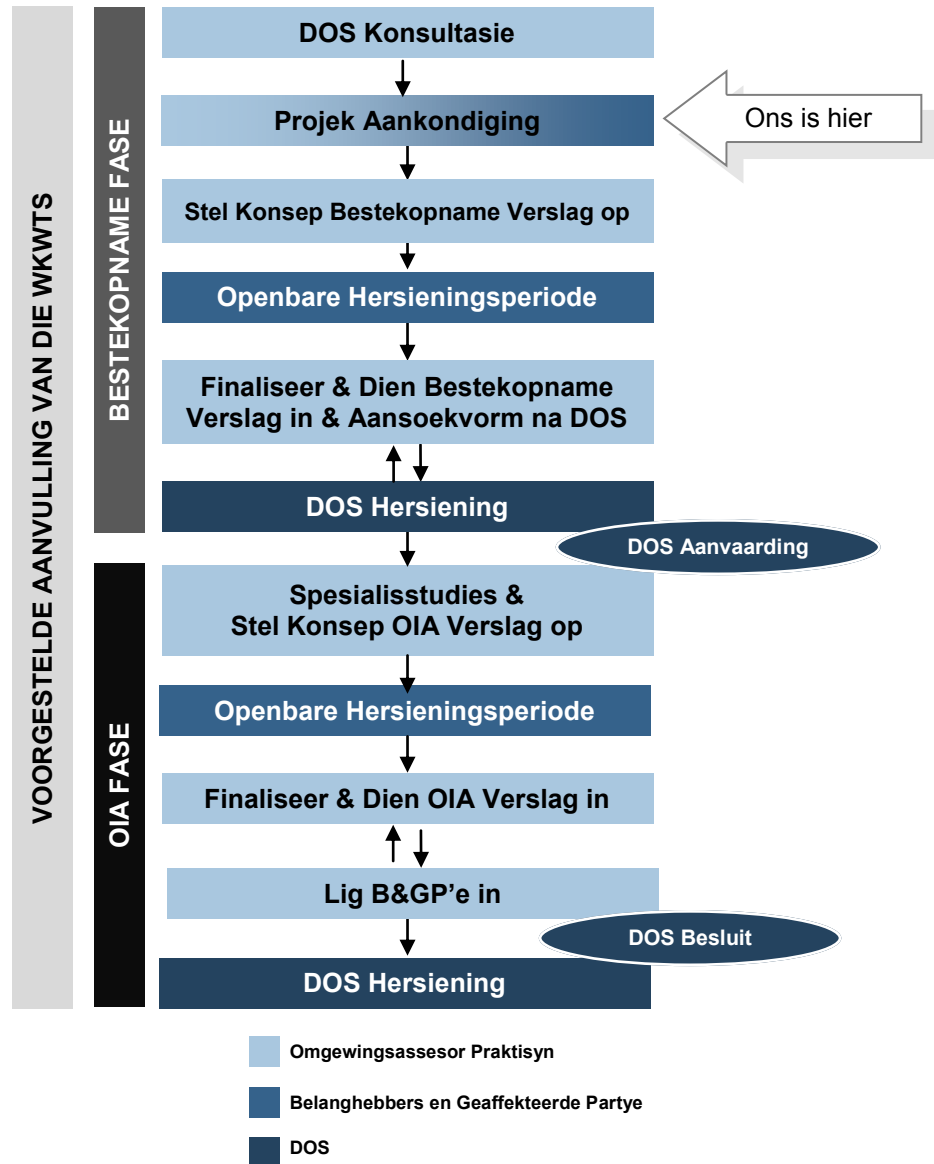 VOORGESTELDE AANVULLING VAN DIE WKWTS
BESTEKOPNAME FASE
DOS Konsultasie
Projek Aankondiging
Ons is hier
Stel Konsep Bestekopname Verslag op
Openbare Hersieningsperiode
Finaliseer & Dien Bestekopname
Verslag in & Aansoekvorm na DOS
DOS Hersiening
DOS Aanvaarding
OIA FASE
Spesialisstudies &
Stel Konsep OIA Verslag op
Openbare Hersieningsperiode
Finaliseer & Dien OIA Verslag in
Lig B&GP'e in
DOS Besluit
DOS Hersiening
Omgewingsassesor Praktisyn
Belanghebbers en Geaffekteerde Partye
DOS